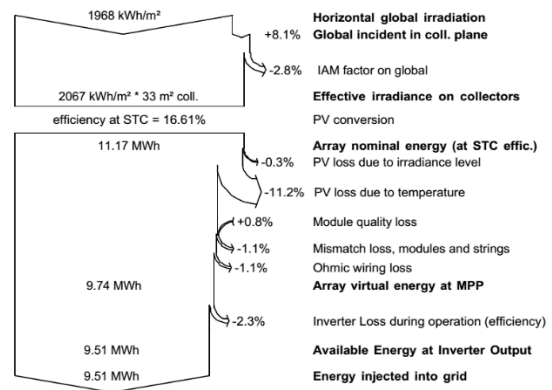 1968 kWh/m² Horizontal global irradiation
+8.1% Global incident in coll. plane
-2.8% IAM factor on global
2067 kWh/m² * 33 m² coll. Effective irradiance on collectors
efficiency at STC = 16.61% PV conversion
11.17 MWh Array nominal energy (at STC effic.)
-0.3% PV loss due to irradiance level
-11.2% PV loss due to temperature
+0.8% Module quality loss
-1.1% Mismatch loss, modules and strings
-1.1% Ohmic wiring loss
9.74 MWh Array virtual energy at MPP
-2.3% Inverter Loss during operation (efficiency)
9.51 MWh Available Energy at Inverter Output
9.51 MWh Energy injected into grid